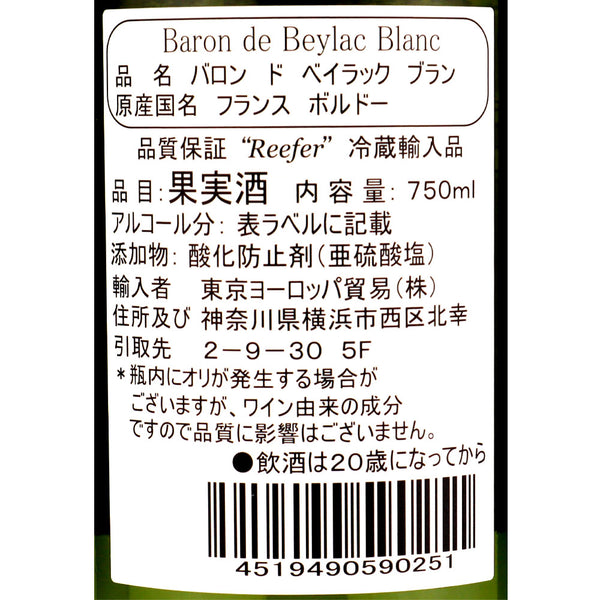 Baron de Beylac Blanc
品 名 バロン ド ベイラック ブラン
原産国名 フランス ボルドー
品質保証 “Reefer” 冷蔵輸入品
品目：果実酒 内容量：750ml
アルコール分：表ラベルに記載
添加物：酸化防止剤（亜硫酸塩）
輸入者 東京ヨーロッパ貿易（株）
住所及び 神奈川県横浜市西区北幸
引取先 2－9－30 5F
＊瓶内にオリが発生する場合が
ございますが、ワイン由来の成分
ですので品質に影響はございません。
●飲酒は20歳になってから
4519490590251